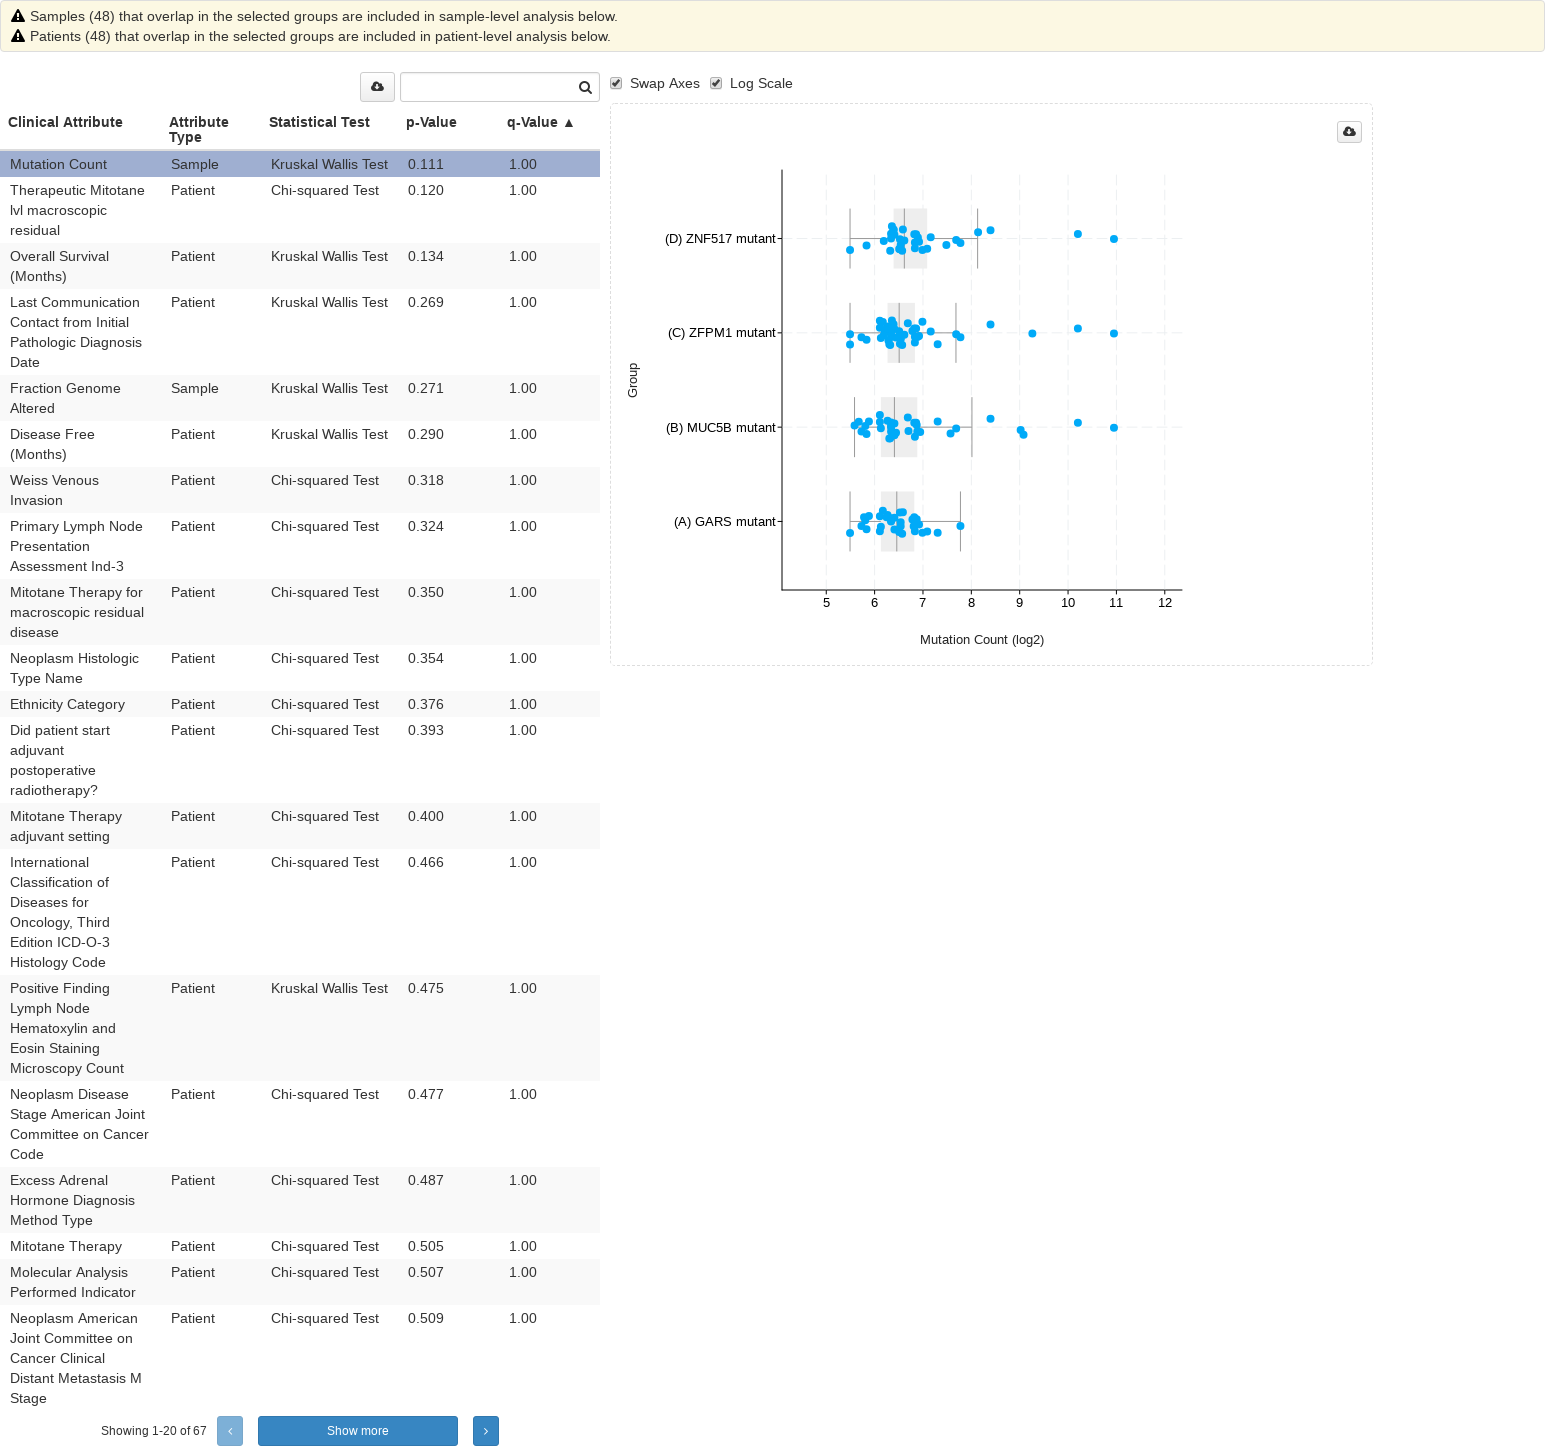 Samples (48) that overlap in the selected groups are included in sample-level analysis below.
Patients (48) that overlap in the selected groups are included in patient-level analysis below.
Clinical Attribute Attribute Type Statistical Test p-Value q-Value ▲
Mutation Count Sample Kruskal Wallis Test 0.111 1.00
Therapeutic Mitotane Patient Chi-squared Test 0.120 1.00
lvl macroscopic
residual
Overall Survival Patient Kruskal Wallis Test 0.134 1.00
(Months)
Last Communication Patient Kruskal Wallis Test 0.269 1.00
Contact from Initial
Pathologic Diagnosis
Date
Fraction Genome Sample Kruskal Wallis Test 0.271 1.00
Altered
Disease Free Patient Kruskal Wallis Test 0.290 1.00
(Months)
Weiss Venous Patient Chi-squared Test 0.318 1.00
Invasion
Primary Lymph Node Patient Chi-squared Test 0.324 1.00
Presentation
Assessment Ind-3
Mitotane Therapy for Patient Chi-squared Test 0.350 1.00
macroscopic residual
disease
Neoplasm Histologic Patient Chi-squared Test 0.354 1.00
Type Name
Ethnicity Category Patient Chi-squared Test 0.376 1.00
Did patient start Patient Chi-squared Test 0.393 1.00
adjuvant
postoperative
radiotherapy?
Mitotane Therapy Patient Chi-squared Test 0.400 1.00
adjuvant setting
International Patient Chi-squared Test 0.466 1.00
Classification of
Diseases for
Oncology, Third
Edition ICD-O-3
Histology Code
Positive Finding Patient Kruskal Wallis Test 0.475 1.00
Lymph Node
Hematoxylin and
Eosin Staining
Microscopy Count
Neoplasm Disease Patient Chi-squared Test 0.477 1.00
Stage American Joint
Committee on Cancer
Code
Excess Adrenal Patient Chi-squared Test 0.487 1.00
Hormone Diagnosis
Method Type
Mitotane Therapy Patient Chi-squared Test 0.505 1.00
Molecular Analysis Patient Chi-squared Test 0.507 1.00
Performed Indicator
Neoplasm American Patient Chi-squared Test 0.509 1.00
Joint Committee on
Cancer Clinical
Distant Metastasis M
Stage
Showing 1-20 of 67 Show more
Swap Axes Log Scale
(D) ZNF517 mutant
(C) ZFPM1 mutant
Group
(B) MUC5B mutant
(A) GARS mutant
5 6 7 8 9 10 11 12
Mutation Count (log2)